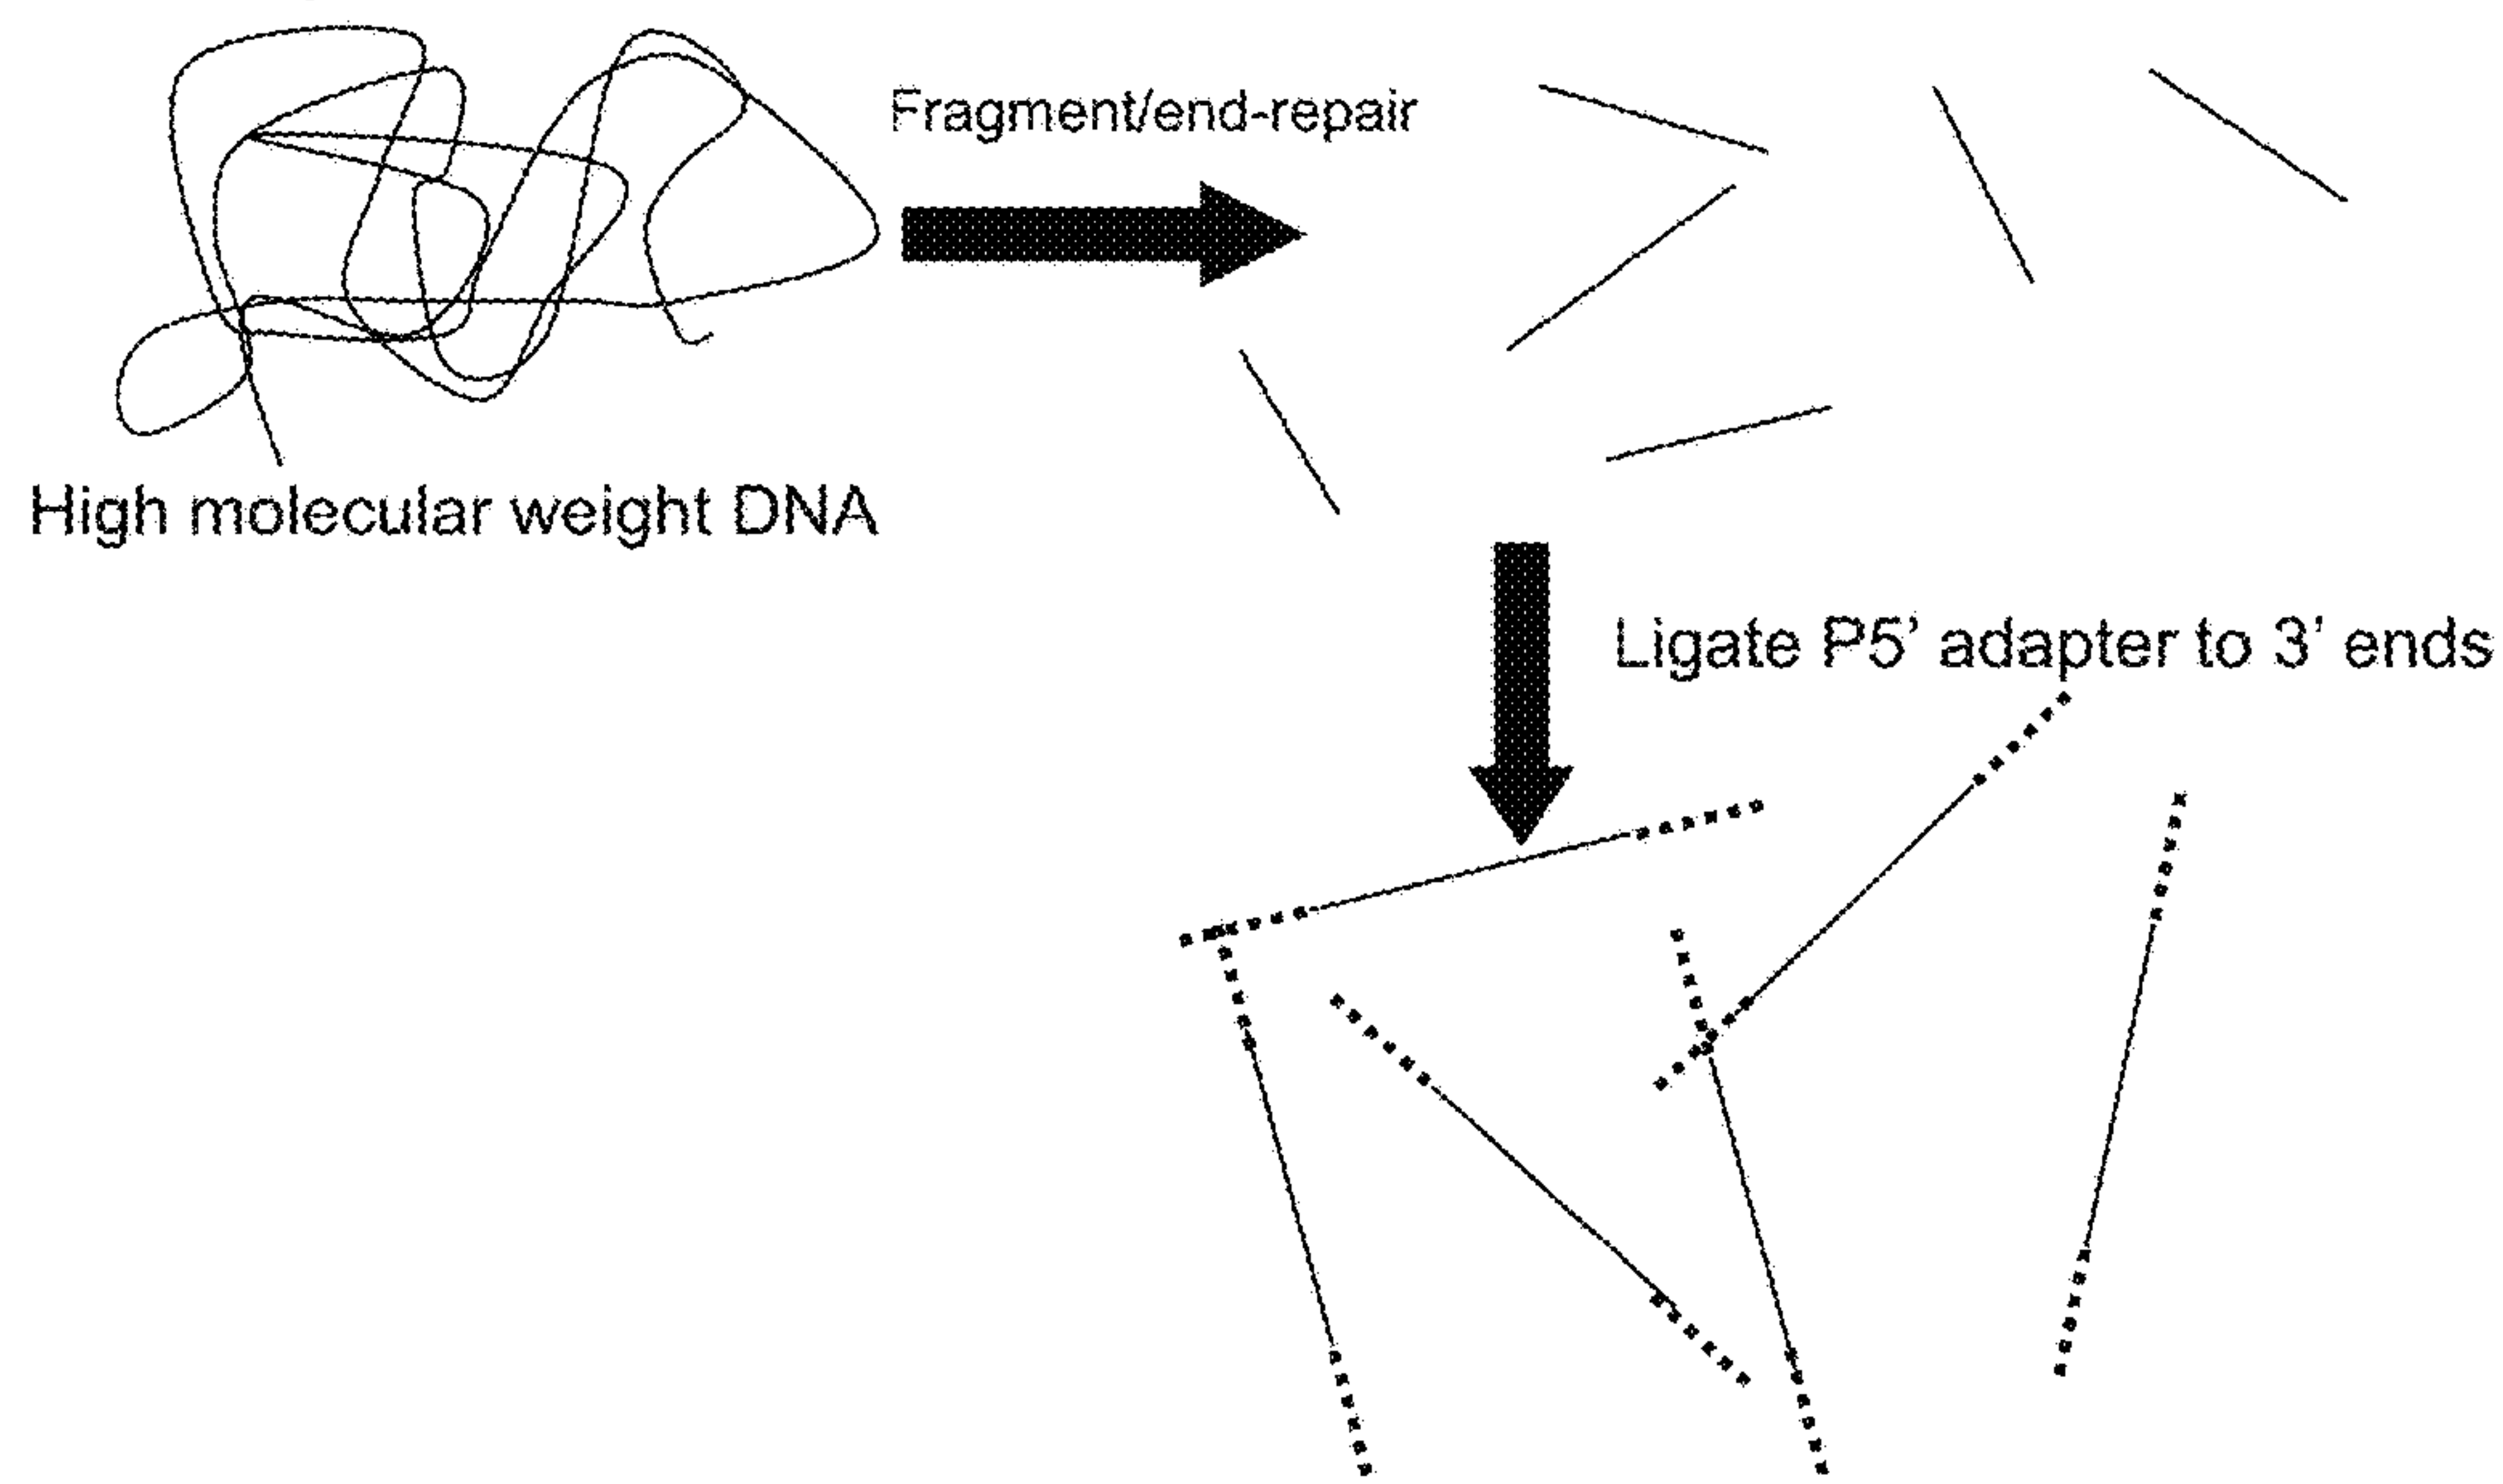 Fragment/end-repair
High molecular weight DNA
Ligate P5’ adapter to 3’ ends